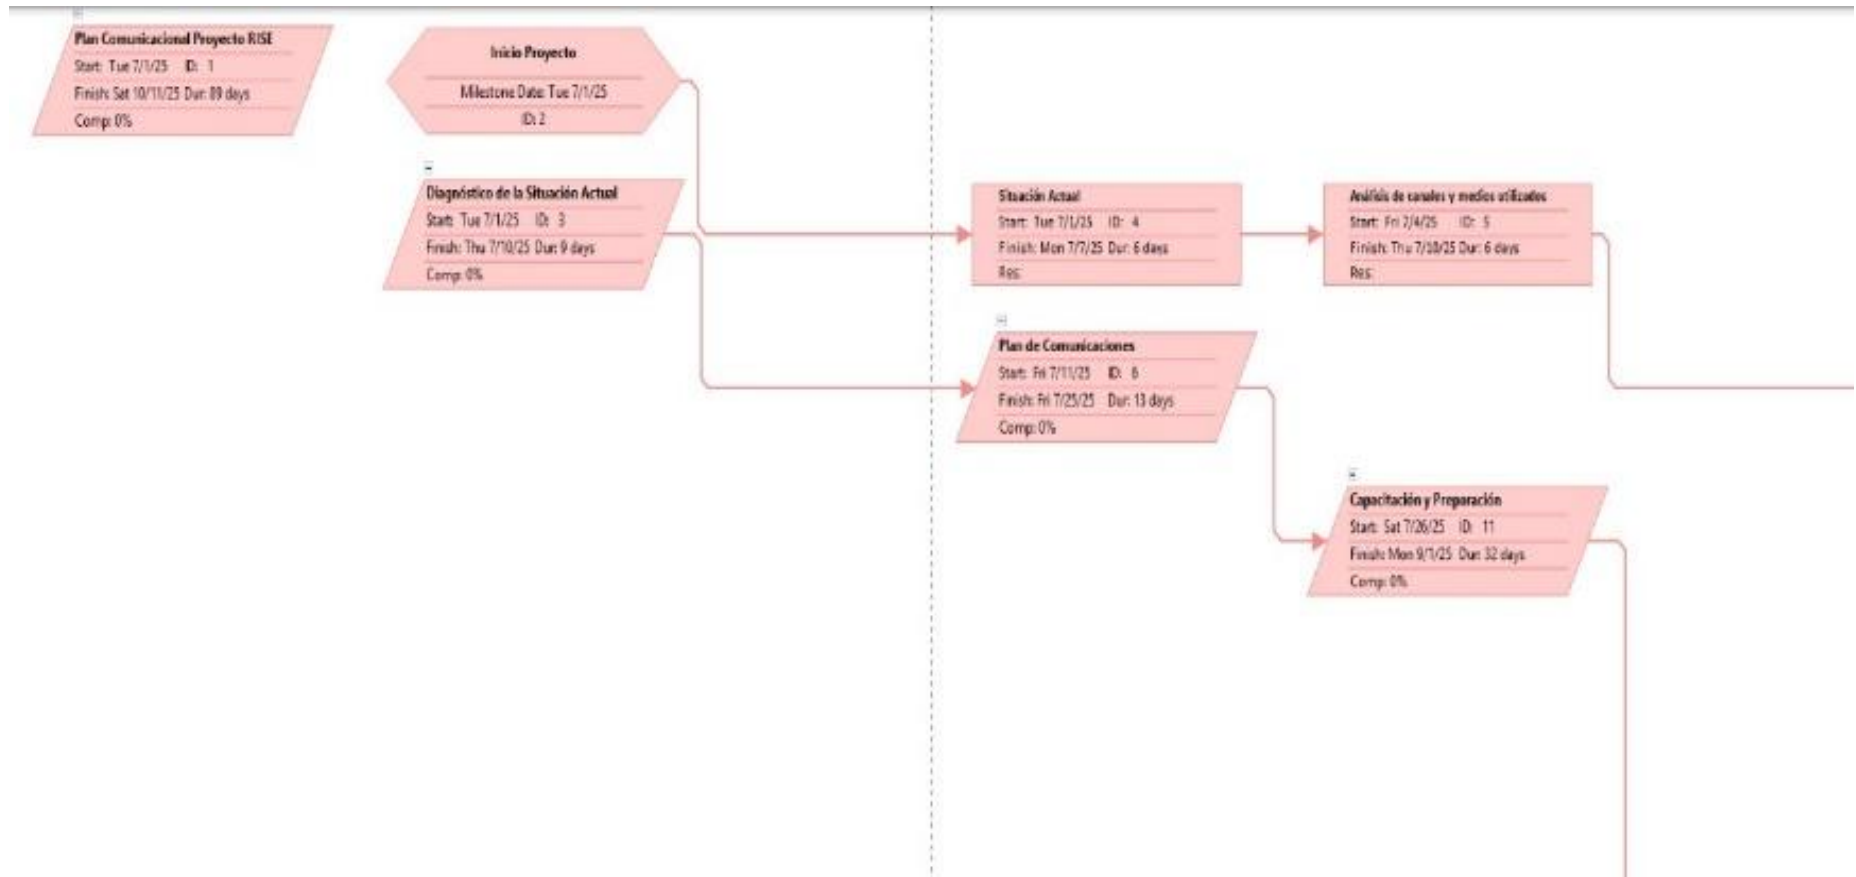 Plan Comunicacional Proyecto RISE
Start: Tue 7/1/25 ID: 1
Finish: Sat 10/11/25 Dur: 89 days
Comp: 0%
Inicio Proyecto
Milestone Date: Tue 7/1/25
ID: 2
Diagnóstico de la Situación Actual
Start: Tue 7/1/25 ID: 3
Finish: Thu 7/10/25 Dur: 9 days
Comp: 0%
Situación Actual
Start: Tue 7/1/25 ID: 4
Finish: Mon 7/7/25 Dur: 6 days
Res:
Análisis de canales y medios utilizados
Start: Fri 7/4/25 ID: 5
Finish: Thu 7/10/25 Dur: 6 days
Res:
Plan de Comunicaciones
Start: Fri 7/11/25 ID: 6
Finish: Fri 7/25/25 Dur: 13 days
Comp: 0%
Capacitación y Preparación
Start: Sat 7/26/25 ID: 11
Finish: Mon 9/1/25 Dur: 32 days
Comp: 0%